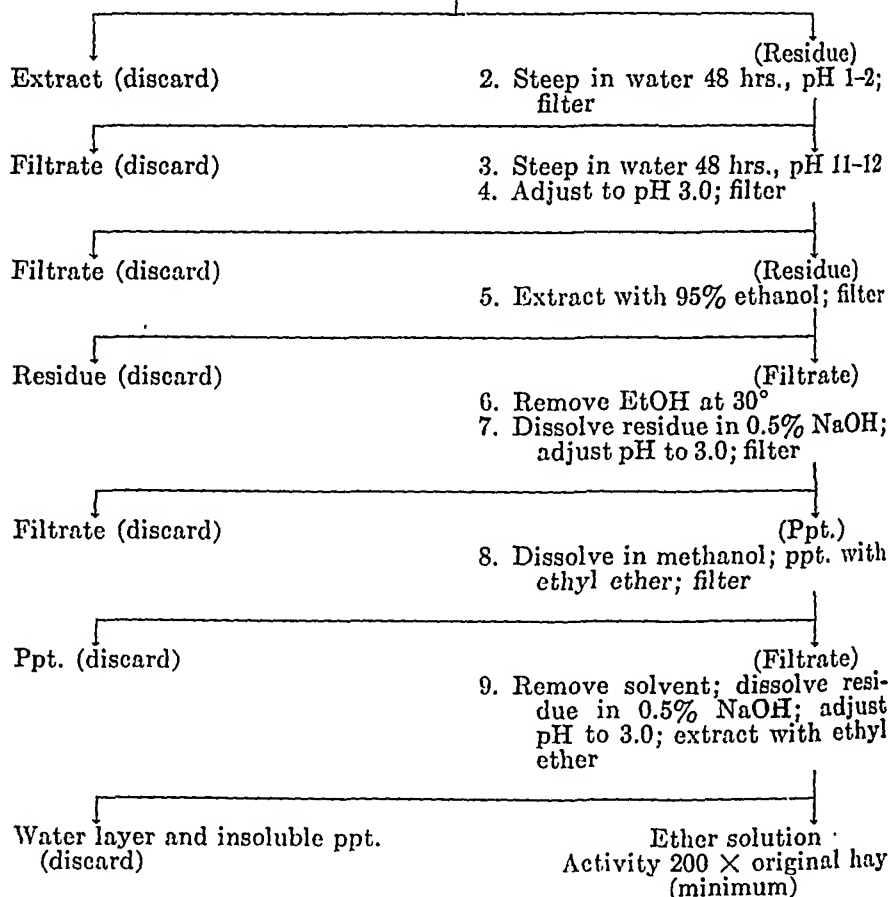 (Residue)
Extract (discard)
2. Steep in water 48 hrs., pH 1-2;
filter
Filtrate (discard)
3. Steep in water 48 hrs., pH 11-12
4. Adjust to pH 3.0; filter
Filtrate (discard)
(Residue)
5. Extract with 95% ethanol; filter
Residue (discard)
(Filtrate)
6. Remove EtOH at 30°
7. Dissolve residue in 0.5% NaOH;
adjust pH to 3.0; filter
Filtrate (discard)
(Ppt.)
8. Dissolve in methanol; ppt. with
ethyl ether; filter
Ppt. (discard)
(Filtrate)
9. Remove solvent; dissolve resi-
due in 0.5% NaOH; adjust
pH to 3.0; extract with ethyl
ether
Water layer and insoluble ppt.
(discard)
Ether solution
Activity 200 × original hay
(minimum)